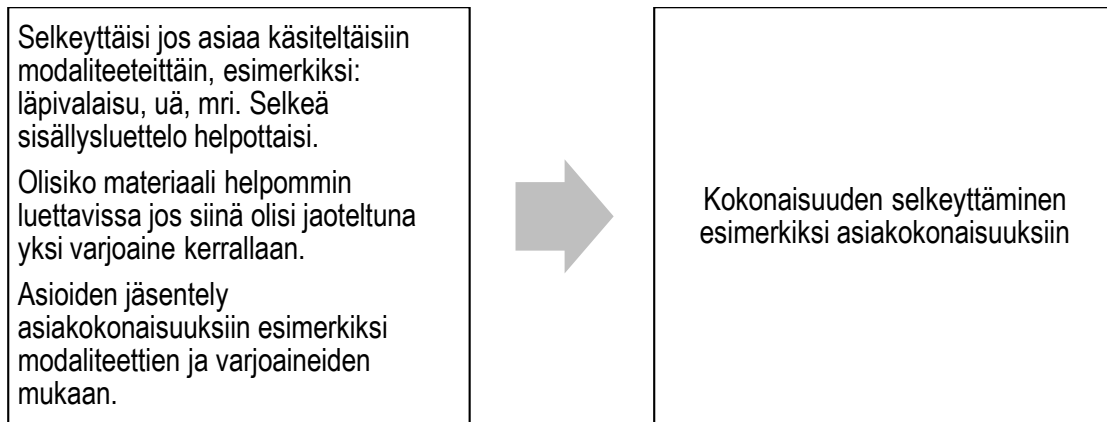 Selkeyttäisi jos asiaa käsiteltäisiin
modaliteeteittäin, esimerkiksi:
läpivalaisu, uä, mri. Selkeä
sisällysluettelo helpottaisi.
Olisiko materiaali helpommin
luettavissa jos siinä olisi jaoteltuna
yksi varjoaine kerrallaan.
Asioiden jäsentely
asiakokonaisuuksiin esimerkiksi
modaliteettien ja varjoaineiden
mukaan.
Kokonaisuuden selkeyttäminen
esimerkiksi asiakokonaisuuksiin